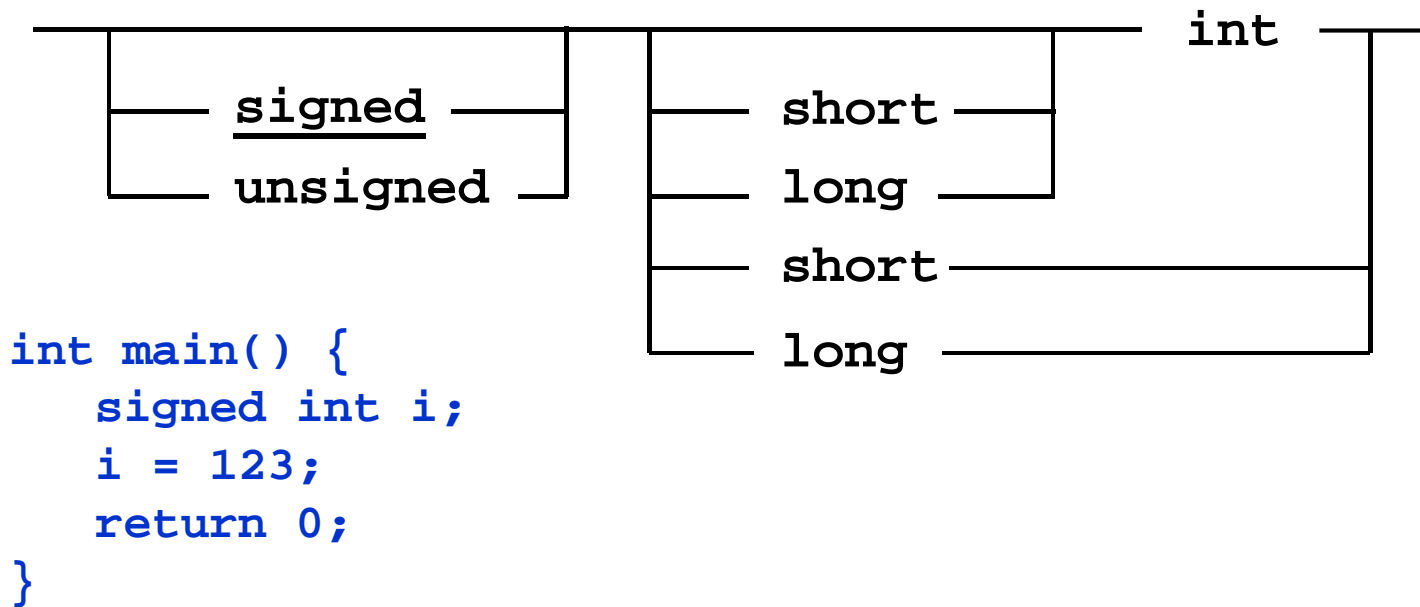 int
signed short
unsigned long
short
long
int main() {
signed int i;
i = 123;
return 0;
}